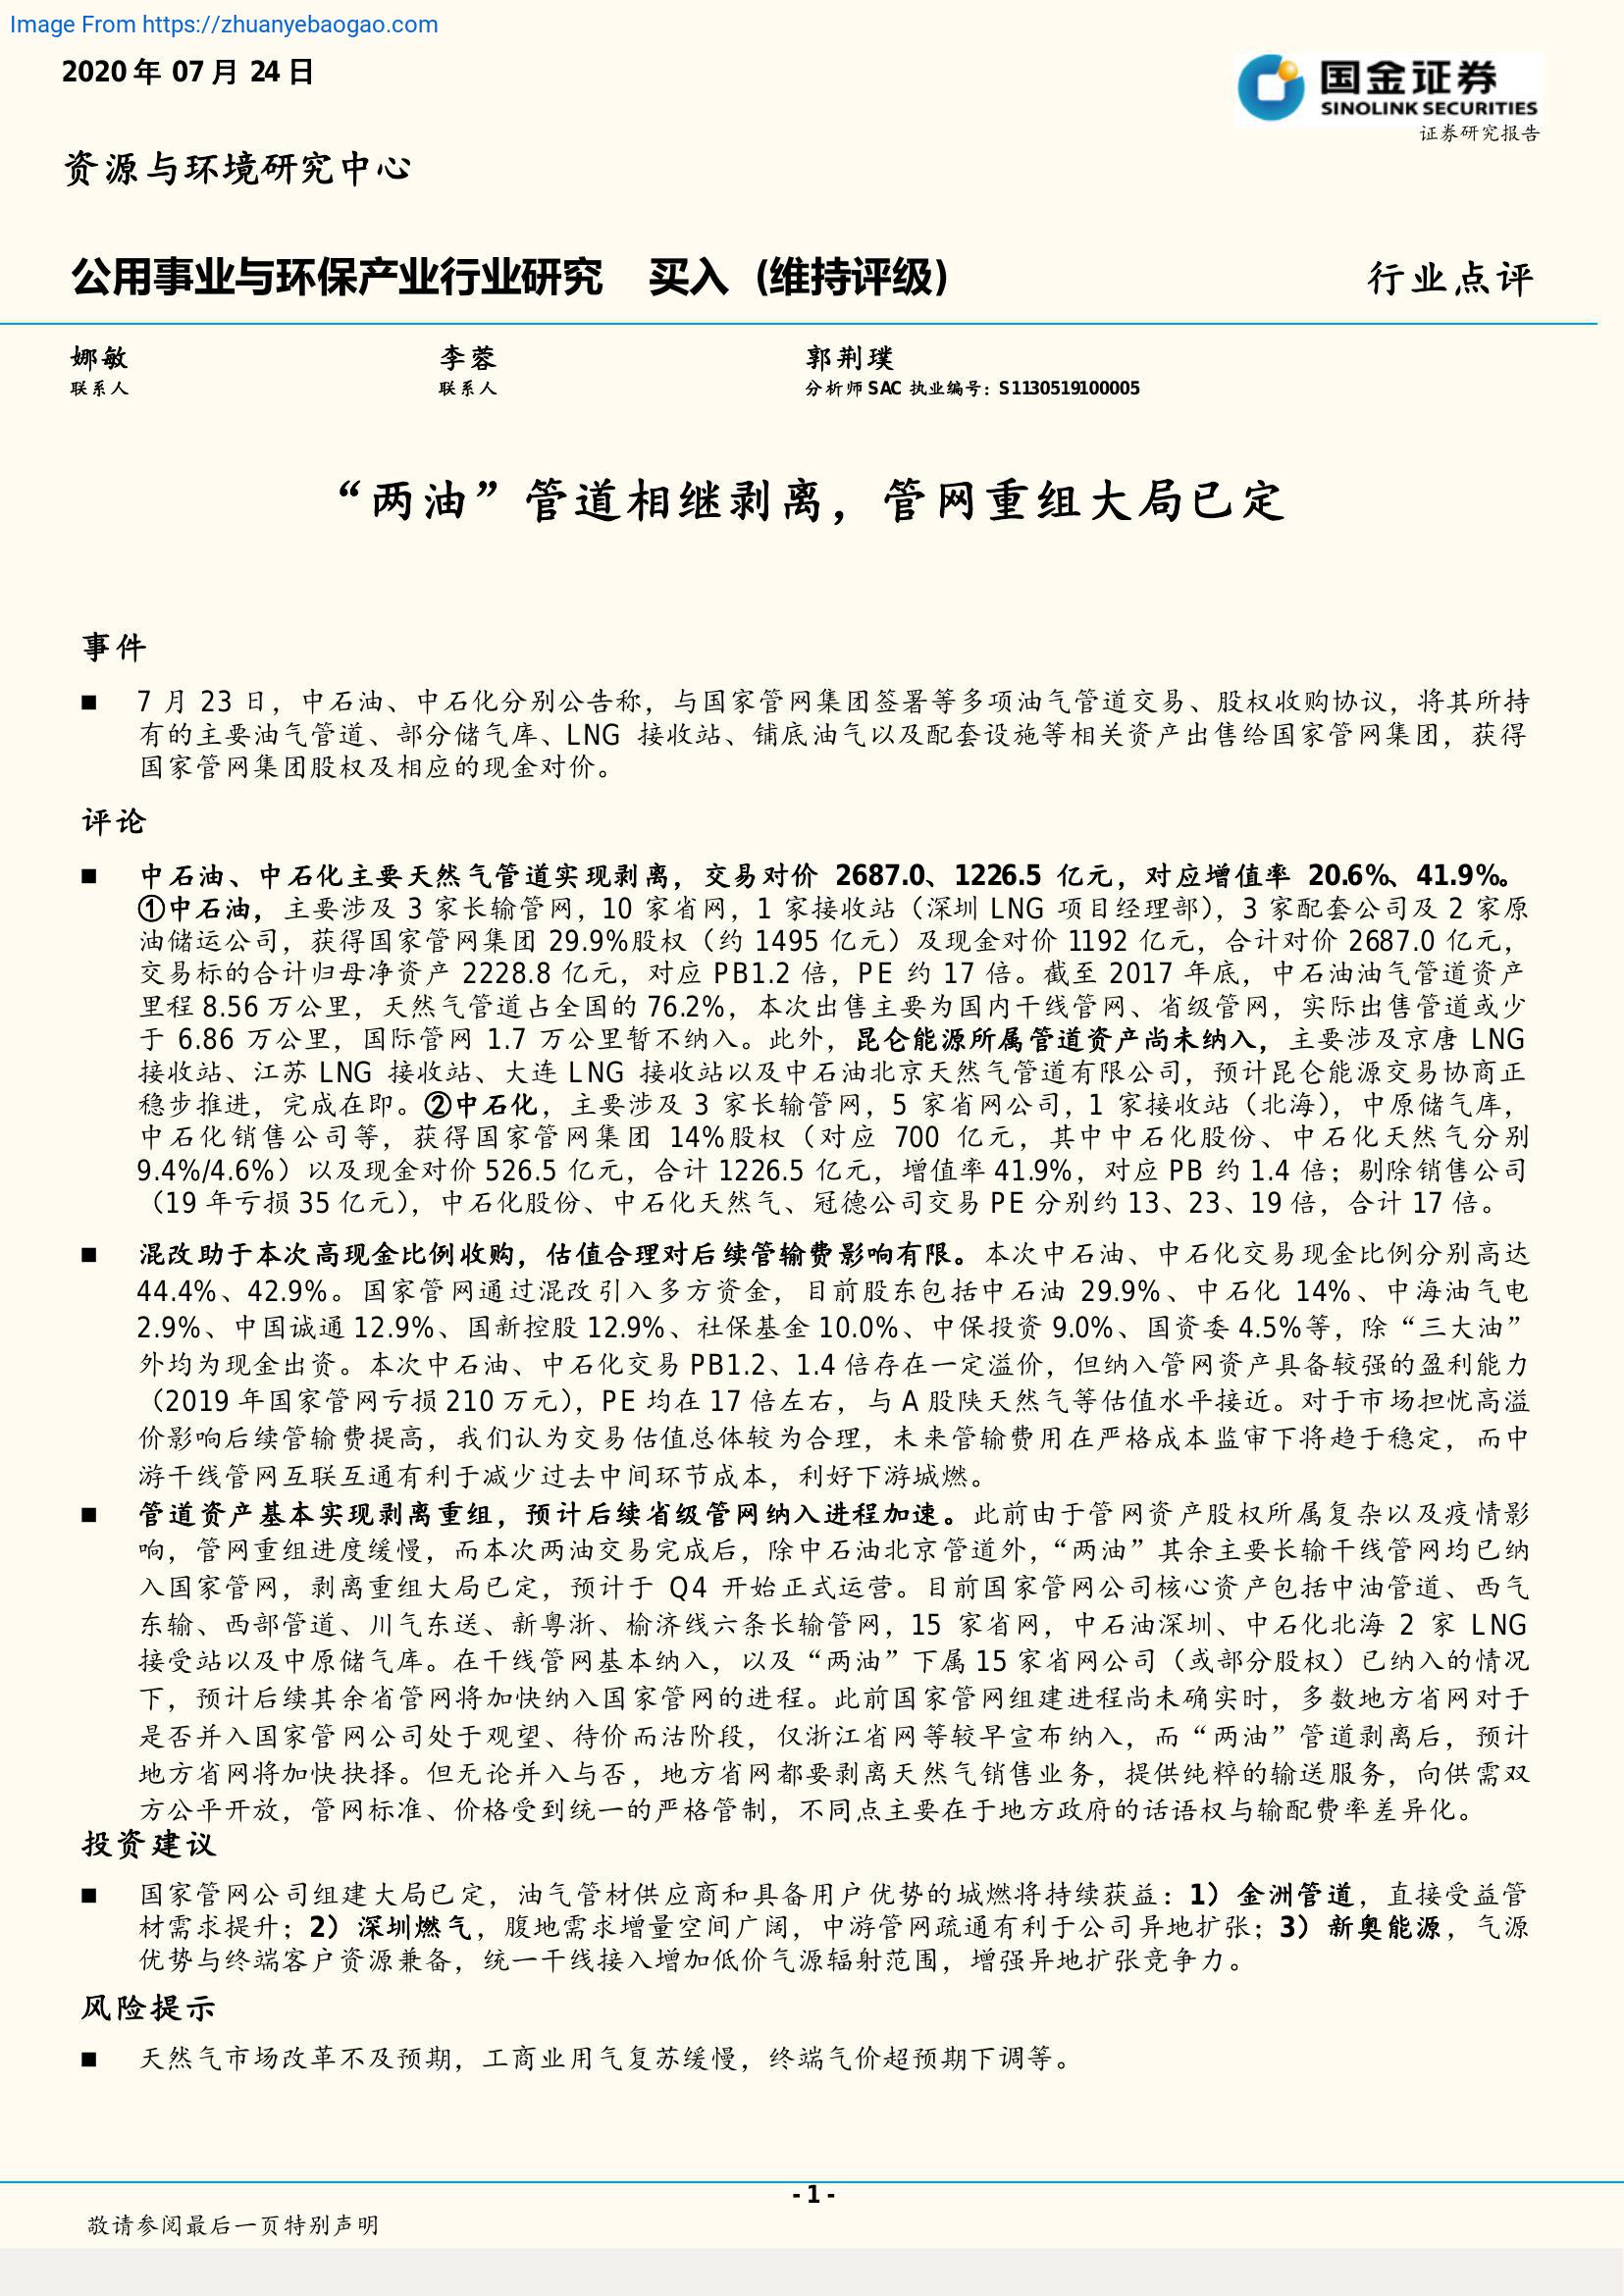 Image From https://zhuanyebaogao.com
2020 年 07 月 24 日
国金证券
SINOLINK SECURITIES
证券研究报告
资源与环境研究中心
公用事业与环保产业行业研究 买入 (维持评级)
行业点评
娜敏 李蓉 郭荆璞
联系人 联系人 分析师 SAC 执业编号：S1130519100005
“两油”管道相继剥离，管网重组大局已定
事件
■ 7 月 23 日，中石油、中石化分别公告称，与国家管网集团签署等多项油气管道交易、股权收购协议，将其所持
有的主要油气管道、部分储气库、LNG 接收站、铺底油气以及配套设施等相关资产出售给国家管网集团，获得
国家管网集团股权及相应的现金对价。
评论
■ 中石油、中石化主要天然气管道实现剥离，交易对价 2687.0、1226.5 亿元，对应增值率 20.6%、41.9%。
①中石油，主要涉及 3 家长输管网，10 家省网，1 家接收站（深圳 LNG 项目经理部），3 家配套公司及 2 家原
油储运公司，获得国家管网集团 29.9%股权（约 1495 亿元）及现金对价 1192 亿元，合计对价 2687.0 亿元，
交易标的合计归母净资产 2228.8 亿元，对应 PB1.2 倍，PE 约 17 倍。截至 2017 年底，中石油油气管道资产
里程 8.56 万公里，天然气管道占全国的 76.2%，本次出售主要为国内干线管网、省级管网，实际出售管道或少
于 6.86 万公里，国际管网 1.7 万公里暂不纳入。此外，昆仑能源所属管道资产尚未纳入，主要涉及京唐 LNG
接收站、江苏 LNG 接收站、大连 LNG 接收站以及中石油北京天然气管道有限公司，预计昆仑能源交易协商正
稳步推进，完成在即。②中石化，主要涉及 3 家长输管网，5 家省网公司，1 家接收站（北海），中原储气库，
中石化销售公司等，获得国家管网集团 14%股权（对应 700 亿元，其中中石化股份、中石化天然气分别
9.4%/4.6%）以及现金对价 526.5 亿元，合计 1226.5 亿元，增值率 41.9%，对应 PB 约 1.4 倍；剔除销售公司
（19 年亏损 35 亿元），中石化股份、中石化天然气、冠德公司交易 PE 分别约 13、23、19 倍，合计 17 倍。
■ 混改助于本次高现金比例收购，估值合理对后续管输费影响有限。本次中石油、中石化交易现金比例分别高达
44.4%、42.9%。国家管网通过混改引入多方资金，目前股东包括中石油 29.9%、中石化 14%、中海油气电
2.9%、中国诚通 12.9%、国新控股 12.9%、社保基金 10.0%、中保投资 9.0%、国资委 4.5%等，除“三大油”
外均为现金出资。本次中石油、中石化交易 PB1.2、1.4 倍存在一定溢价，但纳入管网资产具备较强的盈利能力
（2019 年国家管网亏损 210 万元），PE 均在 17 倍左右，与 A 股陕天然气等估值水平接近。对于市场担忧高溢
价影响后续管输费提高，我们认为交易估值总体较为合理，未来管输费用在严格成本监审下将趋于稳定，而中
游干线管网互联互通有利于减少过去中间环节成本，利好下游城燃。
■ 管道资产基本实现剥离重组，预计后续省级管网纳入进程加速。此前由于管网资产股权所属复杂以及疫情影
响，管网重组进度缓慢，而本次两油交易完成后，除中石油北京管道外，“两油”其余主要长输干线管网均已纳
入国家管网，剥离重组大局已定，预计于 Q4 开始正式运营。目前国家管网公司核心资产包括中油管道、西气
东输、西部管道、川气东送、新粤浙、榆济线六条长输管网，15 家省网，中石油深圳、中石化北海 2 家 LNG
接受站以及中原储气库。在干线管网基本纳入，以及“两油”下属 15 家省网公司（或部分股权）已纳入的情况
下，预计后续其余省管网将加快纳入国家管网的进程。此前国家管网组建进程尚未确实时，多数地方省网对于
是否并入国家管网公司处于观望、待价而沽阶段，仅浙江省网等较早宣布纳入，而“两油”管道剥离后，预计
地方省网将加快抉择。但无论并入与否，地方省网都要剥离天然气销售业务，提供纯粹的输送服务，向供需双
方公平开放，管网标准、价格受到统一的严格管制，不同点主要在于地方政府的话语权与输配费率差异化。
投资建议
■ 国家管网公司组建大局已定，油气管材供应商和具备用户优势的城燃将持续获益：1）金洲管道，直接受益管
材需求提升；2）深圳燃气，腹地需求增量空间广阔，中游管网疏通有利于公司异地扩张；3）新奥能源，气源
优势与终端客户资源兼备，统一干线接入增加低价气源辐射范围，增强异地扩张竞争力。
风险提示
■ 天然气市场改革不及预期，工商业用气复苏缓慢，终端气价超预期下调等。
- 1 -
敬请参阅最后一页特别声明